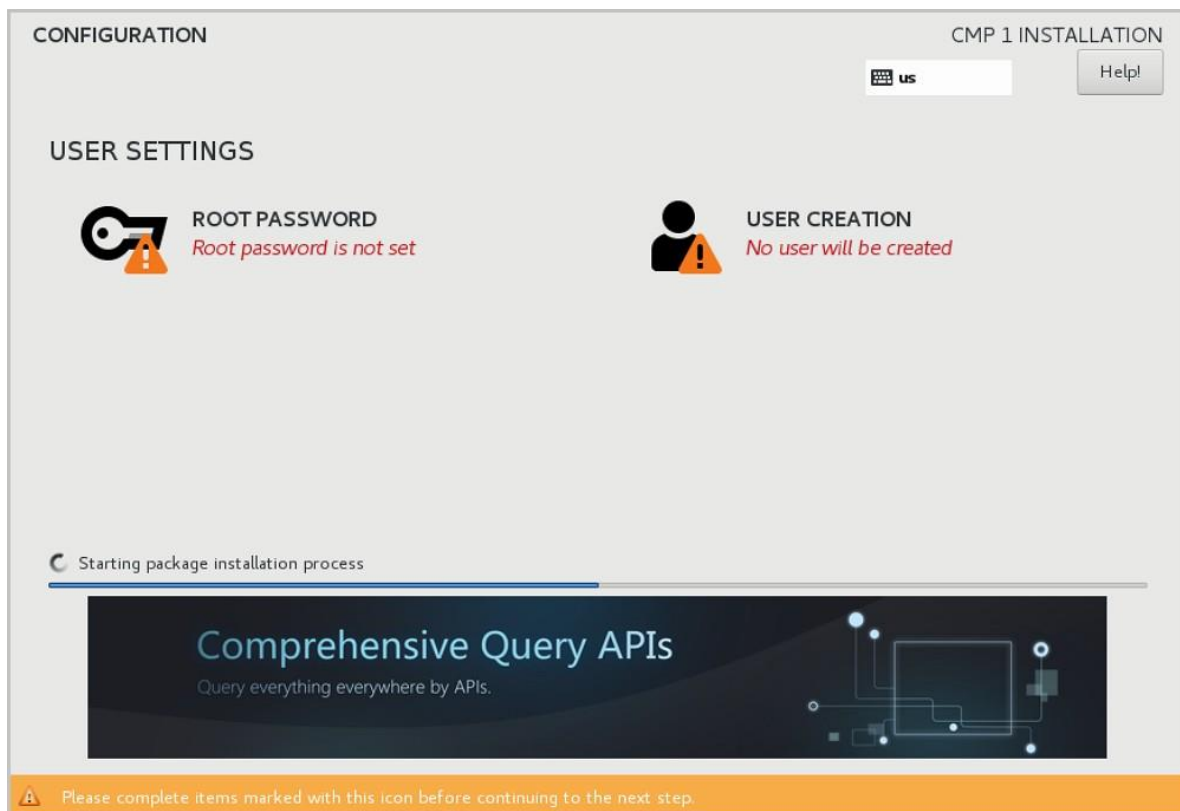 CONFIGURATION
CMP 1 INSTALLATION
us
Help!
USER SETTINGS
ROOT PASSWORD
Root password is not set
USER CREATION
No user will be created
Starting package installation process
Comprehensive Query APIs
Query everything everywhere by APIs.
Please complete items marked with this icon before continuing to the next step.